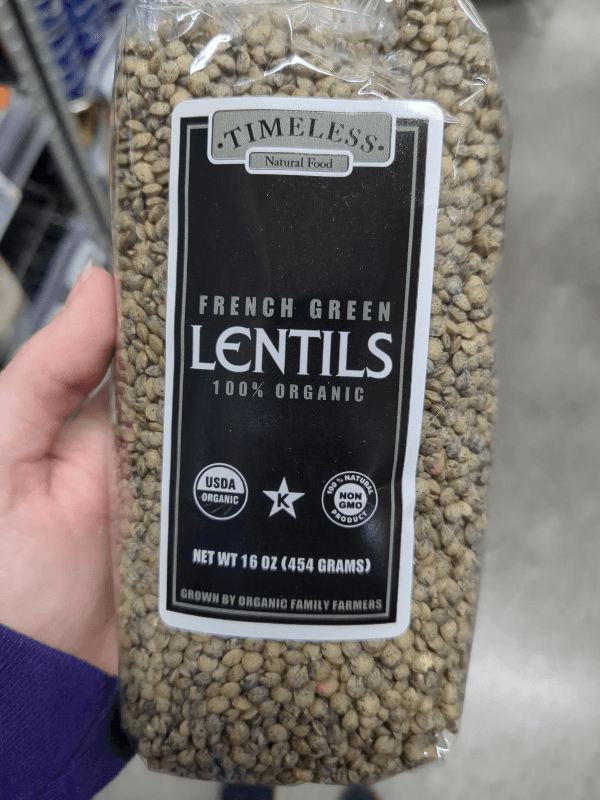 ·TIMELESS·
Natural Food
FRENCH GREEN
LENTILS
100% ORGANIC
USDA
ORGANIC
K
100% NATURAL
NON
GMO
PRODUCT
NET WT 16 OZ (454 GRAMS)
GROWN BY ORGANIC FAMILY FARMERS